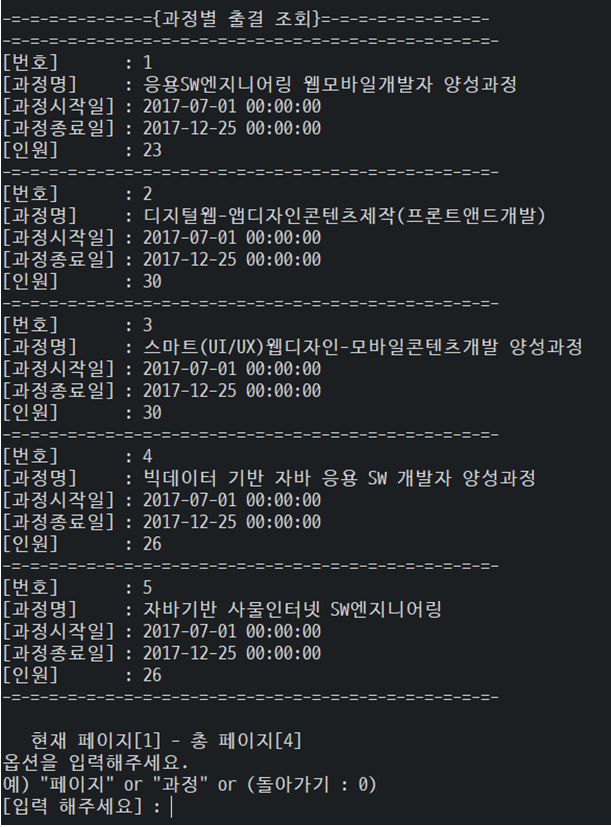 -=-=-=-=-=-=-={과정별 출결 조회}=-=-=-=-=-=-=-=-
-=-=-=-=-=-=-=-=-=-=-=-=-=-=-=-=-=-=-=-=-=-=-=-
[번호] : 1
[과정명] : 응용SW엔지니어링 웹모바일개발자 양성과정
[과정시작일] : 2017-07-01 00:00:00
[과정종료일] : 2017-12-25 00:00:00
[인원] : 23
-=-=-=-=-=-=-=-=-=-=-=-=-=-=-=-=-=-=-=-=-=-=-=-
[번호] : 2
[과정명] : 디지털웹-앱디자인콘텐츠제작(프론트앤드개발)
[과정시작일] : 2017-07-01 00:00:00
[과정종료일] : 2017-12-25 00:00:00
[인원] : 30
-=-=-=-=-=-=-=-=-=-=-=-=-=-=-=-=-=-=-=-=-=-=-=-
[번호] : 3
[과정명] : 스마트(UI/UX)웹디자인-모바일콘텐츠개발 양성과정
[과정시작일] : 2017-07-01 00:00:00
[과정종료일] : 2017-12-25 00:00:00
[인원] : 30
-=-=-=-=-=-=-=-=-=-=-=-=-=-=-=-=-=-=-=-=-=-=-=-
[번호] : 4
[과정명] : 빅데이터 기반 자바 응용 SW 개발자 양성과정
[과정시작일] : 2017-07-01 00:00:00
[과정종료일] : 2017-12-25 00:00:00
[인원] : 26
-=-=-=-=-=-=-=-=-=-=-=-=-=-=-=-=-=-=-=-=-=-=-=-
[번호] : 5
[과정명] : 자바기반 사물인터넷 SW엔지니어링
[과정시작일] : 2017-07-01 00:00:00
[과정종료일] : 2017-12-25 00:00:00
[인원] : 26
-=-=-=-=-=-=-=-=-=-=-=-=-=-=-=-=-=-=-=-=-=-=-=-
현재 페이지[1] - 총 페이지[4]
옵션을 입력해주세요.
예) "페이지" or "과정" or (돌아가기 : 0)
[입력 해주세요] :